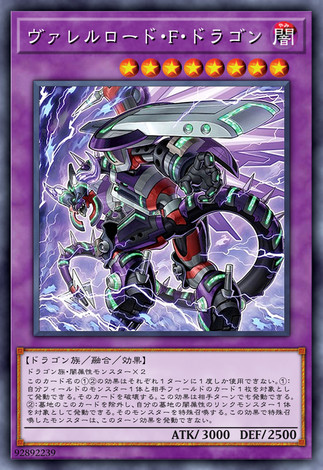 ヴァレルロード・F・ドラゴン
闇
やみ
【ドラゴン族／融合／効果】
ドラゴン族・闇属性モンスター×２
このカード名の①②の効果はそれぞれ１ターンに１度しか使用できない。①：
自分フィールドのモンスター１体と相手フィールドのカード１枚を対象とし
て発動できる。そのカードを破壊する。この効果は相手ターンでも発動でき
る。②：墓地のこのカードを除外し、自分の墓地の闇属性のリンクモンスター１体
を対象として発動できる。そのモンスターを特殊召喚する。この効果で特殊召
喚したモンスターは、このターン効果を発動できない。
ATK/3000 DEF/2500
92892239